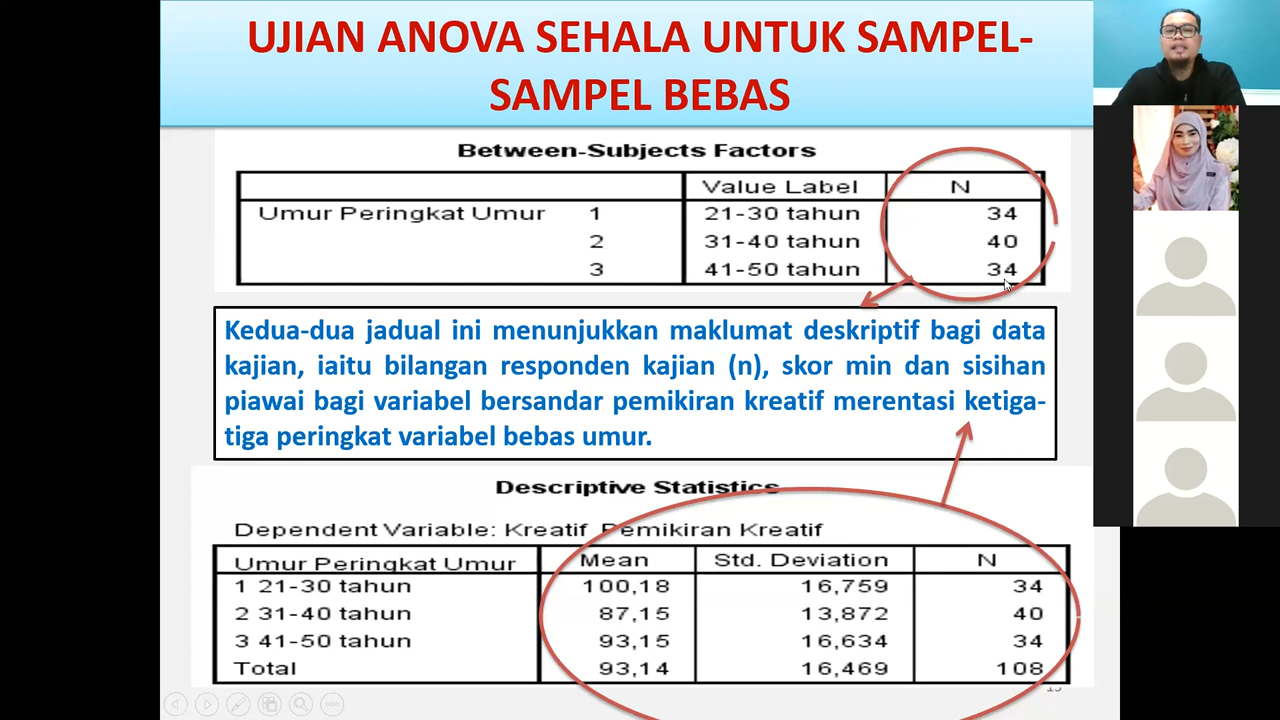 UJIAN ANOVA SEHALA UNTUK SAMPEL-
SAMPEL BEBAS
Between-Subjects Factors
Value Label N
Umur Peringkat Umur 1 21-30 tahun 34
2 31-40 tahun 40
3 41-50 tahun 34
Kedua-dua jadual ini menunjukkan maklumat deskriptif bagi data
kajian, iaitu bilangan responden kajian (n), skor min dan sisihan
piawai bagi variabel bersandar pemikiran kreatif merentasi ketiga-
tiga peringkat variabel bebas umur.
Descriptive Statistics
Dependent Variable: Kreatif Pemikiran Kreatif
Umur Peringkat Umur Mean Std. Deviation N
1 21-30 tahun 100,18 16,759 34
2 31-40 tahun 87,15 13,872 40
3 41-50 tahun 93,15 16,634 34
Total 93,14 16,469 108